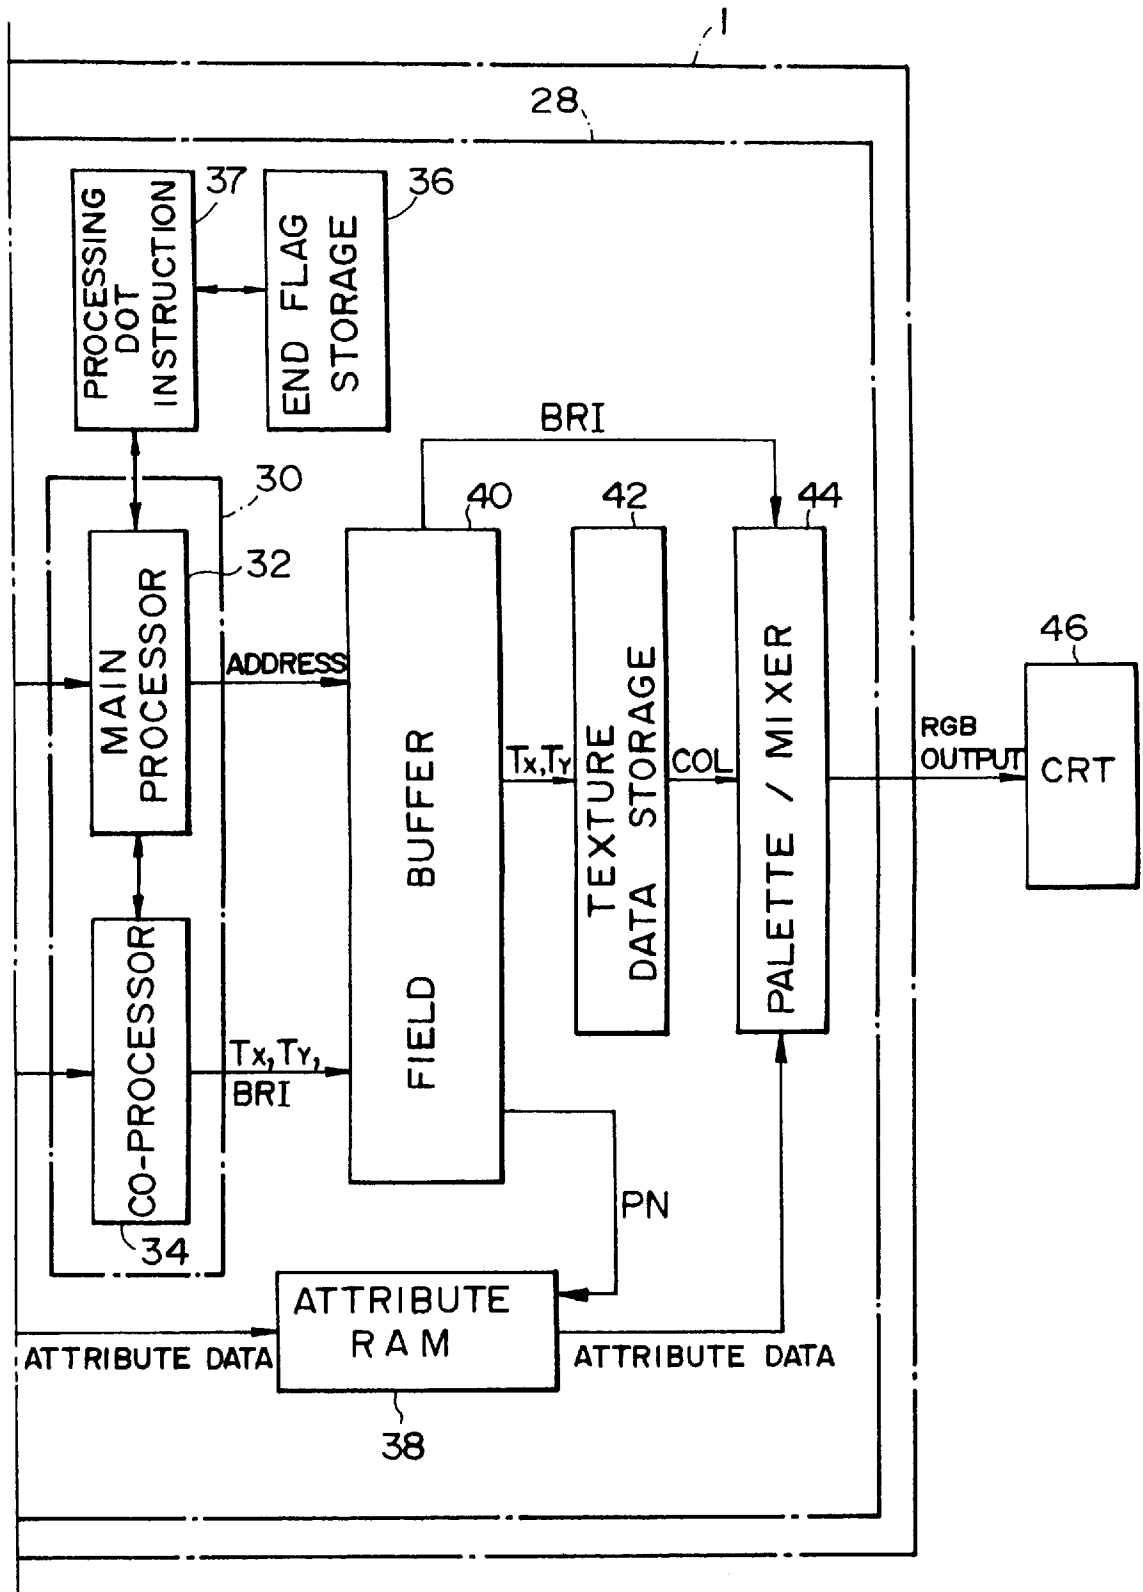 1
28
37
36
PROCESSING
DOT
INSTRUCTION
END FLAG
STORAGE
BRI
30
40
42
44
32
MAIN
PROCESSOR
ADDRESS
FIELD BUFFER
Tx,Ty
TEXTURE
DATA STORAGE
COL
PALETTE / MIXER
46
RGB
OUTPUT
CRT
CO-PROCESSOR
34
Tx,Ty,
BRI
PN
ATTRIBUTE
RAM
ATTRIBUTE DATA
ATTRIBUTE DATA
38